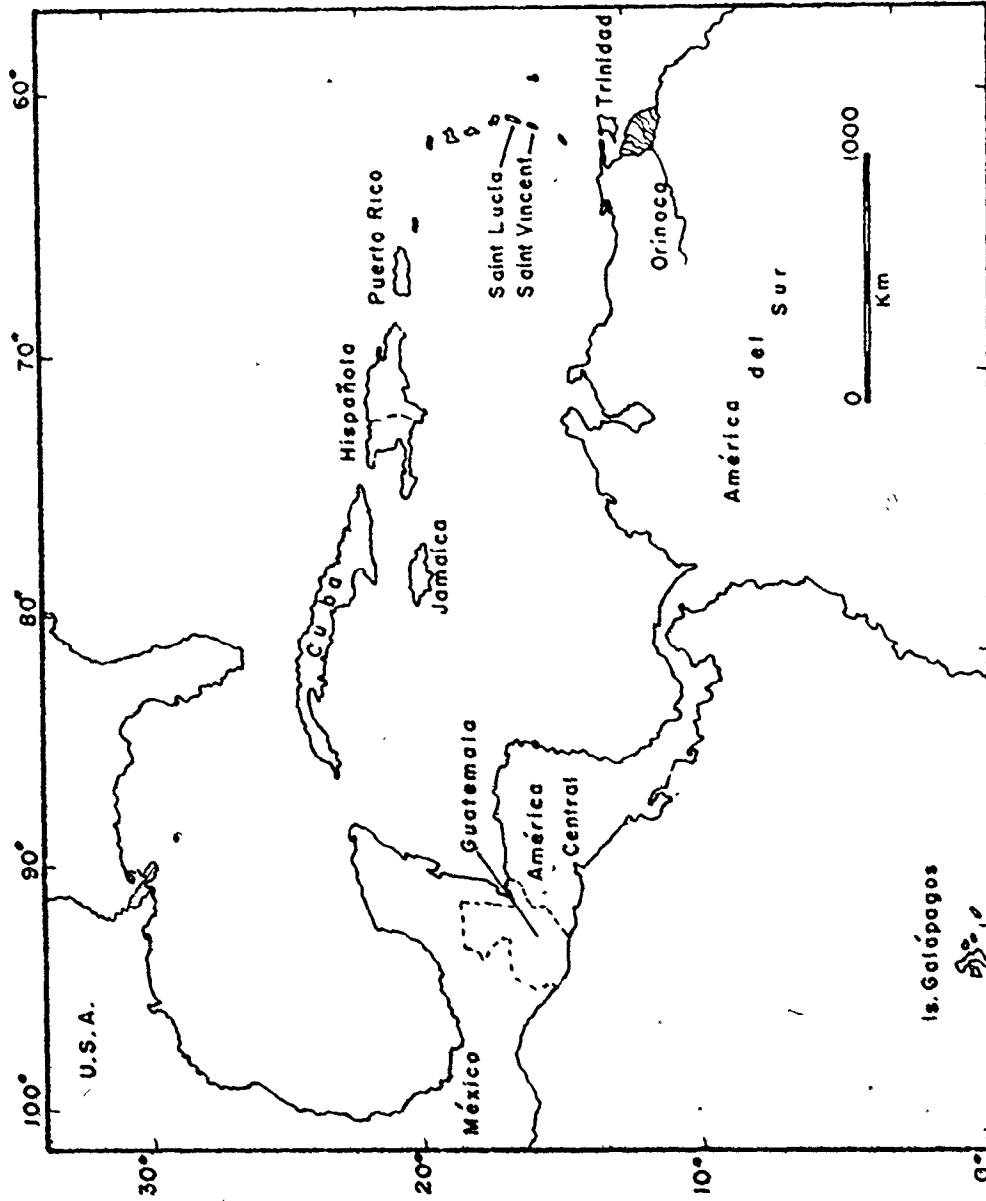 100°
90°
80°
70°
60°
30°
20°
10°
0°
U.S.A.
México
Guatemala
América
Central
Cuba
Jamaica
Hispañola
Puerto Rico
Saint Lucía
Saint Vincent
Trinidad
Orinoco
América
del Sur
Is. Galápagos
0 1000
Km